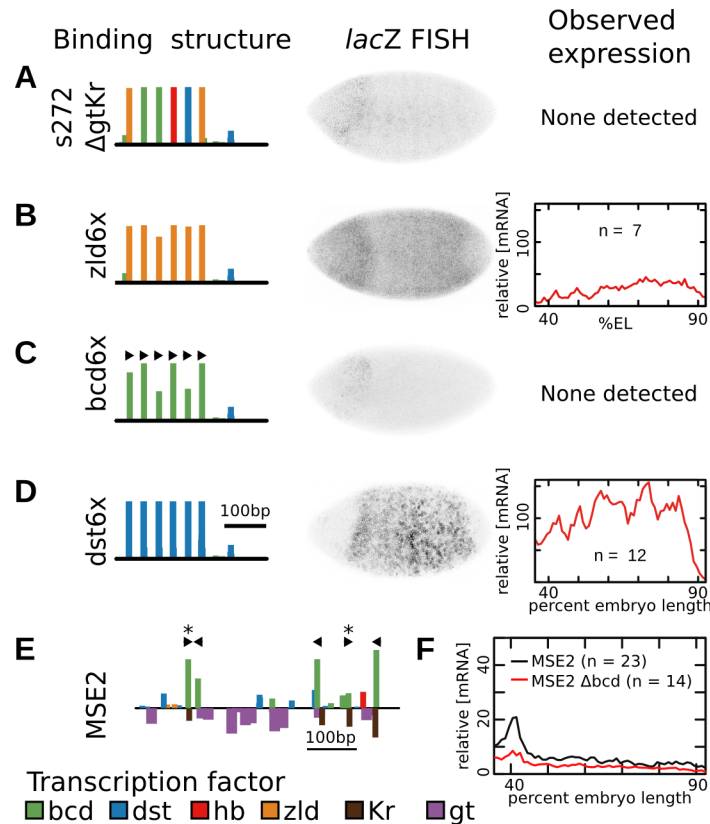 Binding structure
lacZ FISH
Observed
expression
A
s272
ΔgtKr
None detected
B
zld6x
relative [mRNA]
0
100
n = 7
40
90
%EL
C
bcd6x
None detected
D
dst6x
100bp
relative [mRNA]
100
n = 12
40
90
percent embryo length
E
MSE2
*
*
100bp
F
relative [mRNA]
0
20
40
MSE2 (n = 23)
MSE2 Δbcd (n = 14)
40
90
percent embryo length
Transcription factor
bcd dst hb zld Kr gt